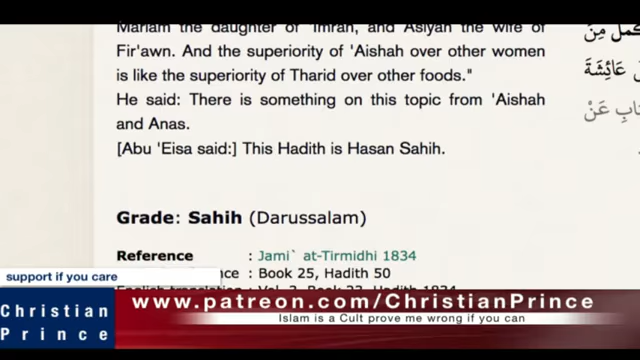 Mariam the daughter of 'Imran, and Asiyah the wife of
Fir'awn. And the superiority of 'Aishah over other women
is like the superiority of Tharid over other foods."
He said: There is something on this topic from 'Aishah
and Anas.
[Abu 'Eisa said:] This Hadith is Hasan Sahih.
عَائِشَةَ
عَنْ
Grade: Sahih (Darussalam)
Reference : Jami` at-Tirmidhi 1834
: Book 25, Hadith 50
support if you care
www.patreon.com/ChristianPrince
Islam is a Cult prove me wrong if you can
Christian
Prince